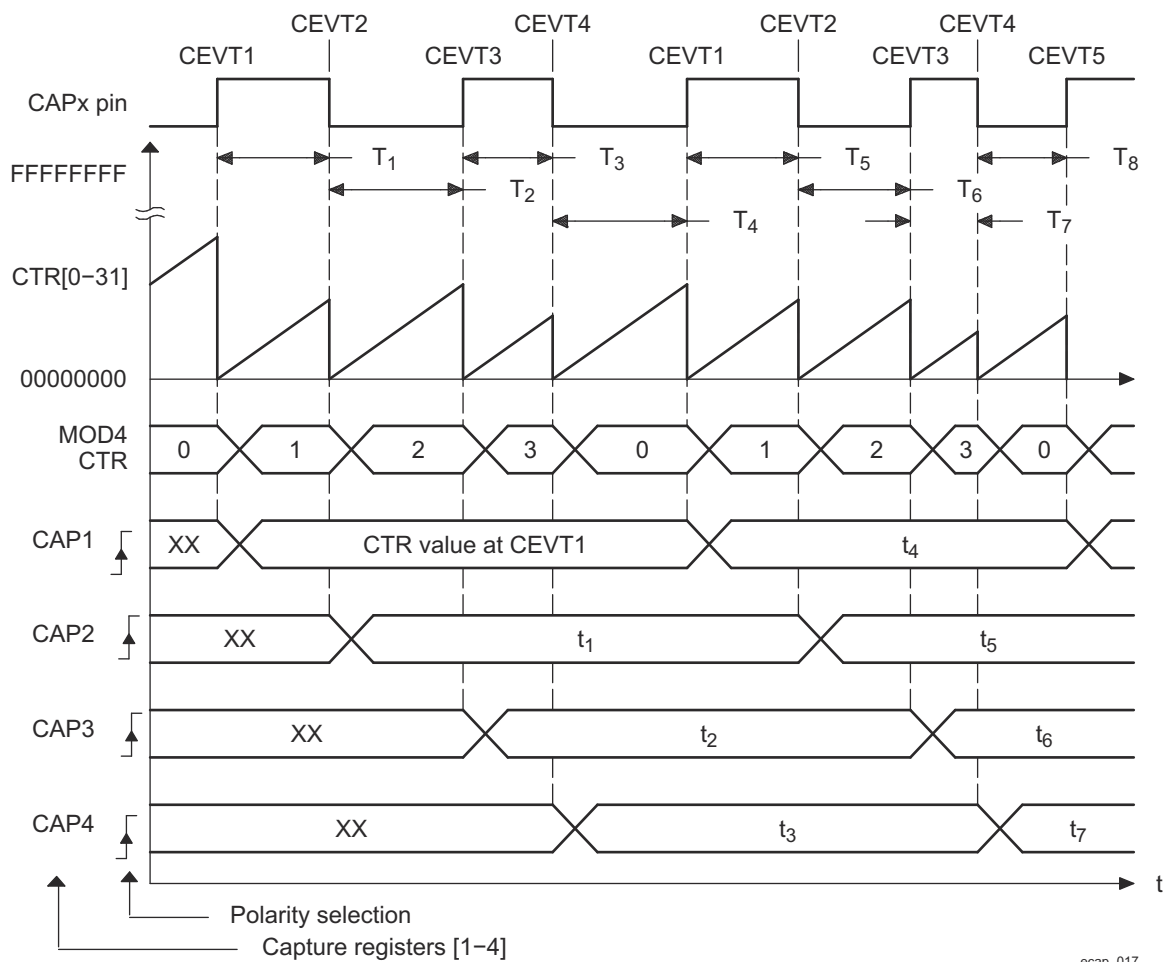 CEVT2 CEVT4 CEVT2 CEVT4
CEVT1 CEVT3 CEVT1 CEVT3 CEVT5
CAPx pin
FFFFFFFF
T1 T3 T5 T8
T2 T6
T4 T7
CTR[0−31]
00000000
MOD4
CTR
0 1 2 3 0 1 2 3 0
CAP1 XX CTR value at CEVT1 t4
CAP2 XX t1 t5
CAP3 XX t2 t6
CAP4 XX t3 t7
t
Polarity selection
Capture registers [1−4]
ecap_017